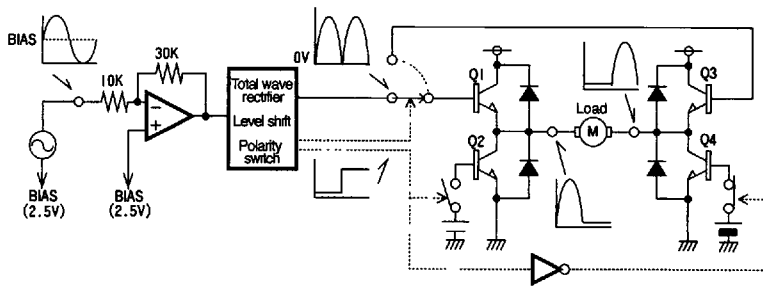 BIAS
10K
30K
BIAS
(2.5V)
BIAS
(2.5V)
−
+
Total wave
rectifier
Level shift
Polarity
switch
0V
Q1
Q2
Load
M
Q3
Q4